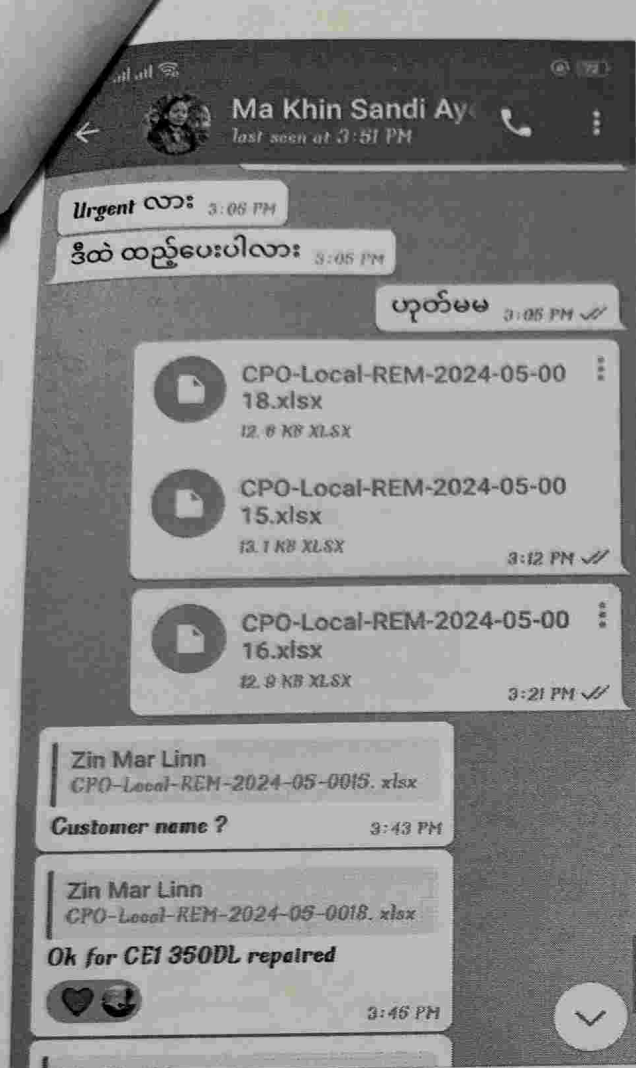 72
Ma Khin Sandi Ay
last seen at 3:51 PM
Urgent လား 3:05 PM
ဒီထဲ ထည့်ပေးပါလား 3:05 PM
ဟုတ်မမ 3:05 PM
CPO-Local-REM-2024-05-00
18.xlsx
12.8 KB XLSX
CPO-Local-REM-2024-05-00
15.xlsx
13.1 KB XLSX
3:12 PM
CPO-Local-REM-2024-05-00
16.xlsx
12.9 KB XLSX
3:21 PM
Zin Mar Linn
CPO-Local-REM-2024-05-0015.xlsx
Customer name ? 3:43 PM
Zin Mar Linn
CPO-Local-REM-2024-05-0018.xlsx
Ok for CE1 350DL repaired
3:45 PM